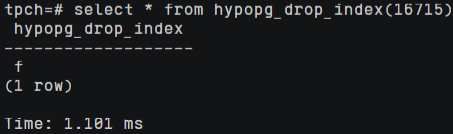 tpch=# select * from hypopg_drop_index(16715)
hypopg_drop_index
-------------------
f
(1 row)
Time: 1.101 ms